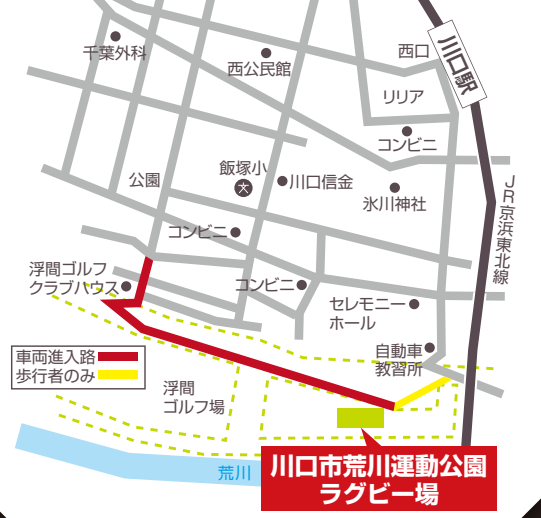 千葉外科
西公民館
西口
川口駅
リリア
コンビニ
公園
飯塚小
大
川口信金
氷川神社
JR京浜東北線
コンビニ
浮間ゴルフ
クラブハウス
コンビニ
セレモニー
ホール
自動車
教習所
車両進入路
歩行者のみ
浮間
ゴルフ場
荒川
川口市荒川運動公園
ラグビー場